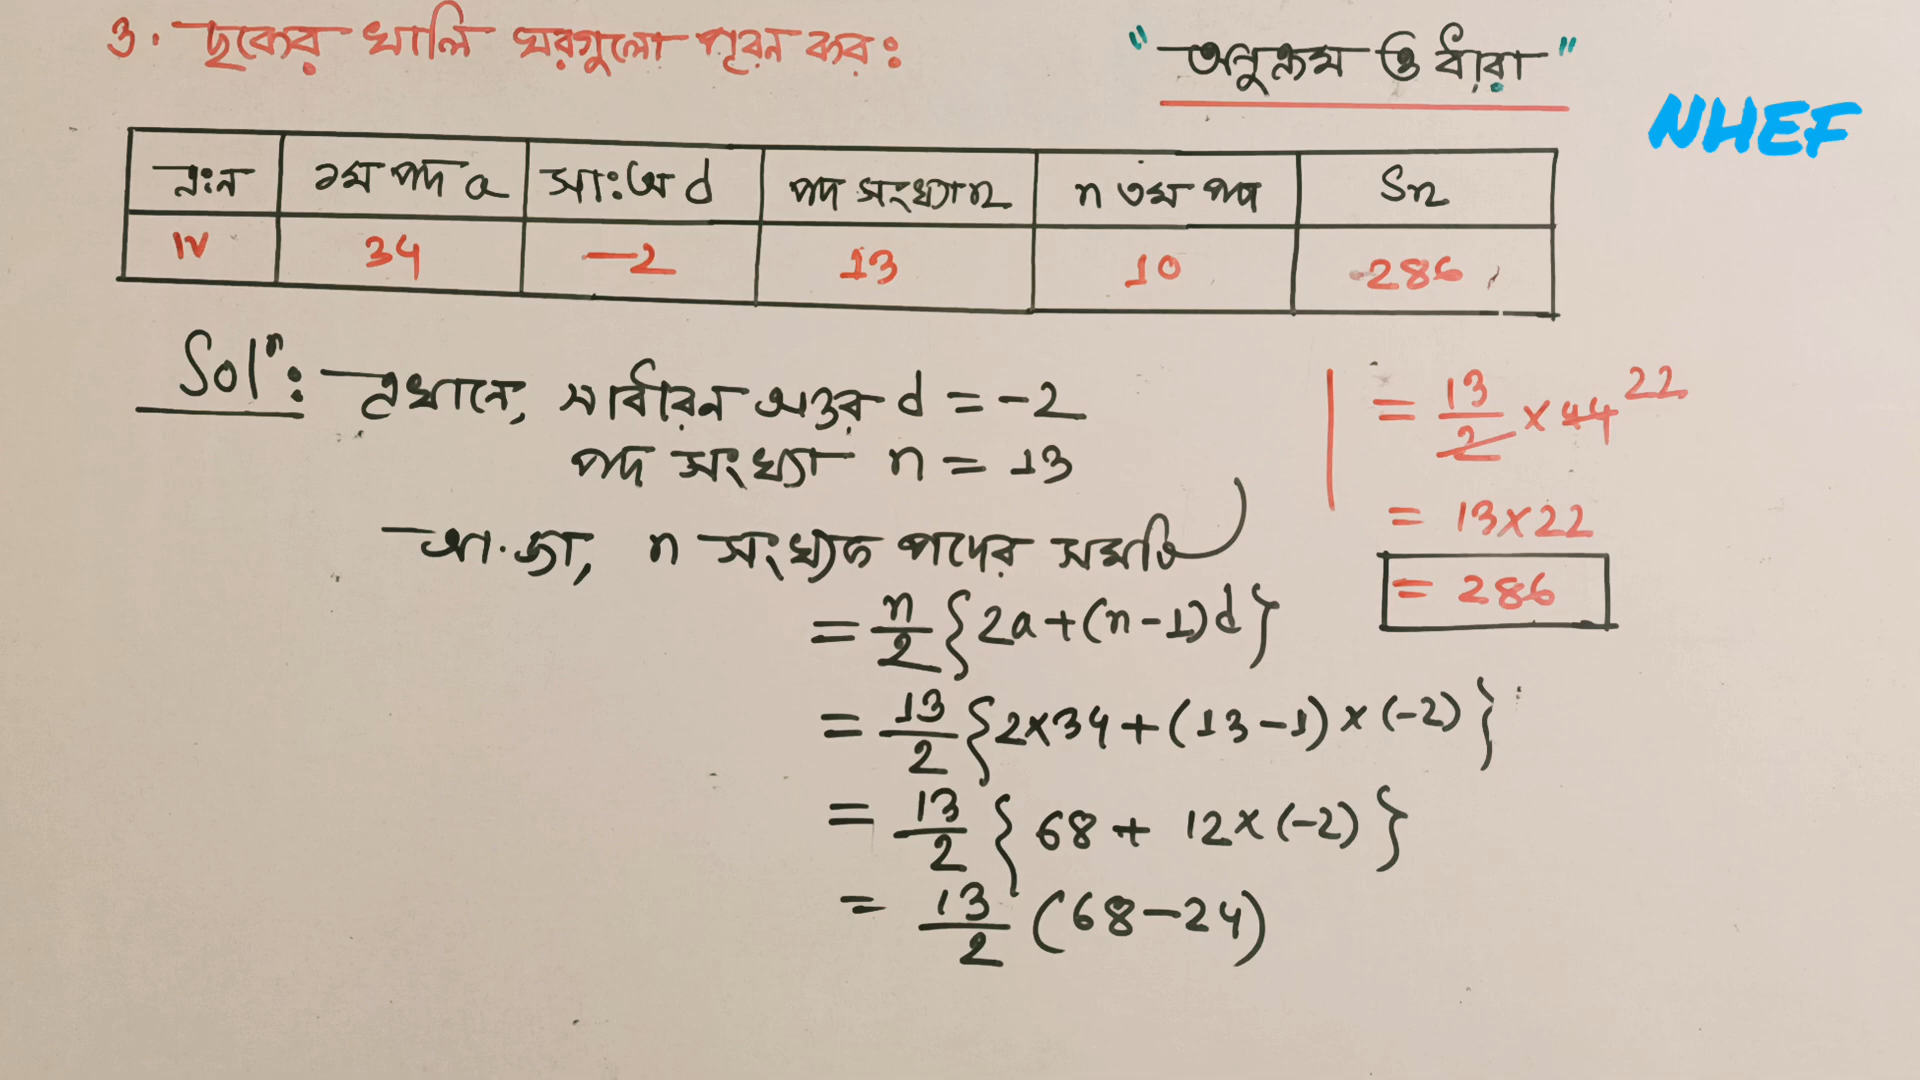 ৩. ছকের খালি ঘরগুলো পূরন কর:
"অনুক্রম ও ধারা"
NHEF
নং | ১ম পদ a | সা:অ d | পদ সংখ্যা n | n তম পদ | Sn
iv | 34 | -2 | 13 | 10 | 286
Solⁿ: এখানে, সাধারন অন্তর d = -2
পদ সংখ্যা n = 13
আ.জা, n সংখ্যক পদের সমষ্টি
= n/2 {2a+(n-1)d}
= 13/2 {2×34+(13-1)×(-2)}
= 13/2 {68+ 12×(-2)}
= 13/2 (68-24)
= 13/2 × 44 22
= 13×22
= 286